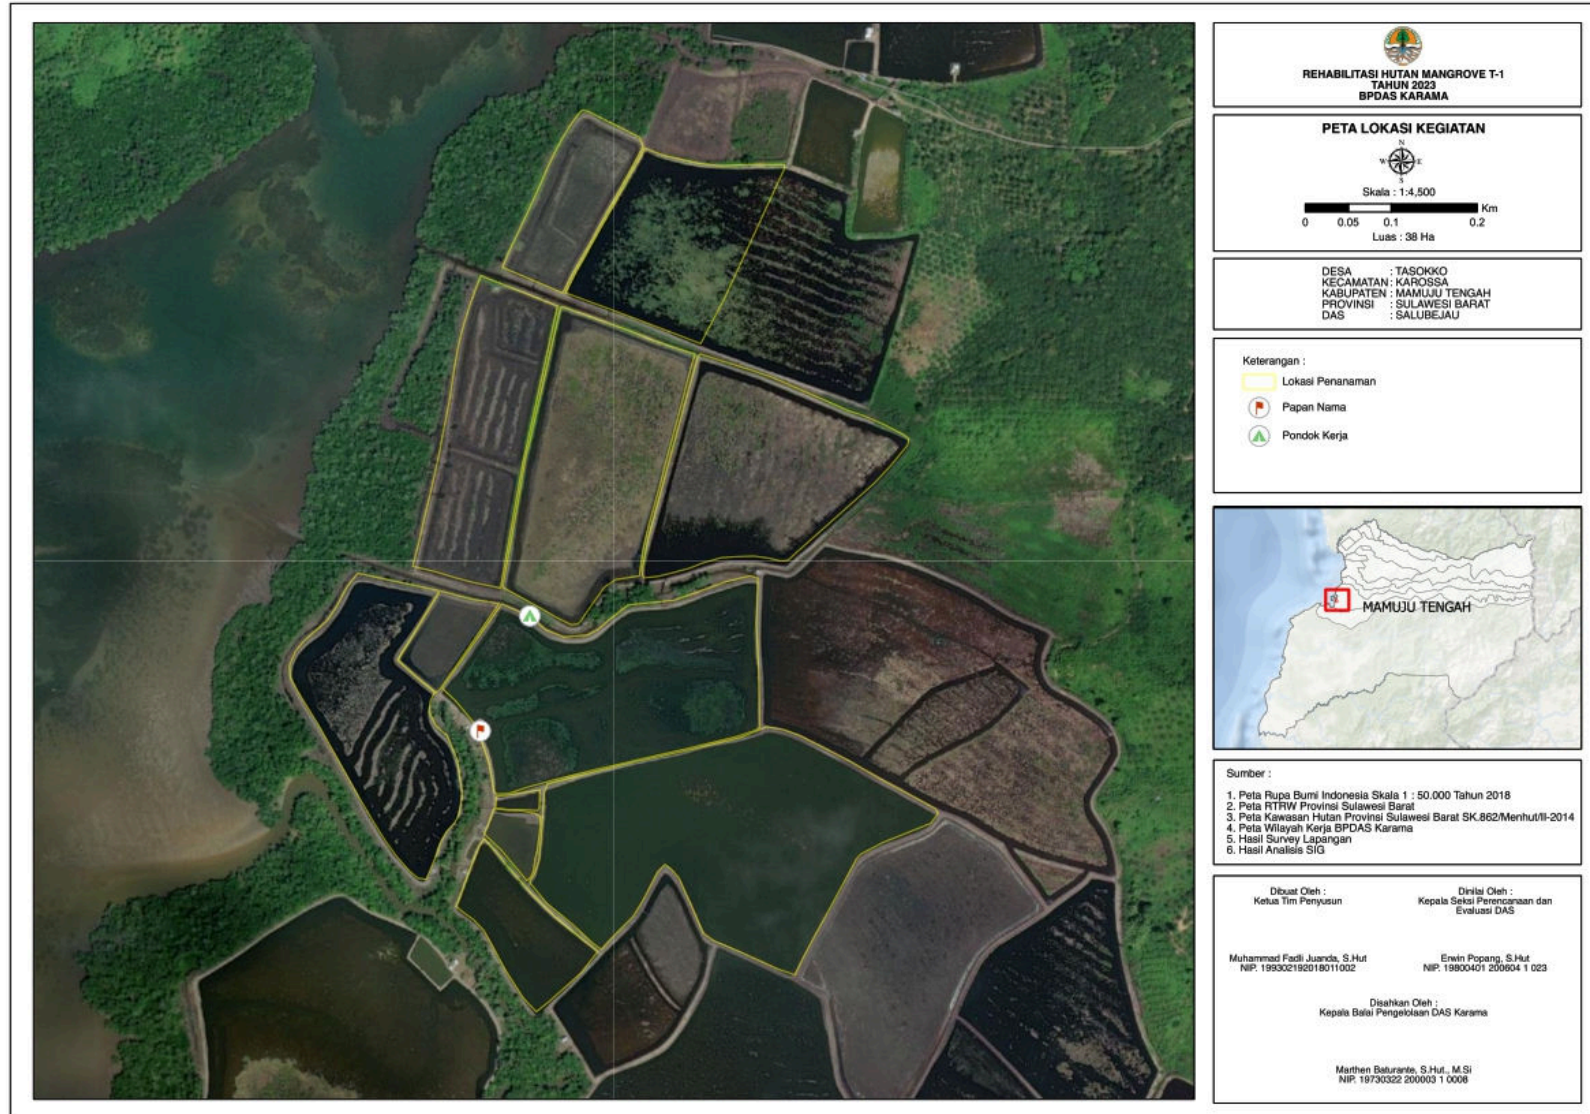 REHABILITASI HUTAN MANGROVE T-1
TAHUN 2023
BPDAS KARAMA
PETA LOKASI KEGIATAN
N
W E
S
Skala : 1:4,500
Km
0 0.05 0.1 0.2
Luas : 38 Ha
DESA : TASOKKO
KECAMATAN : KAROSSA
KABUPATEN : MAMUJU TENGAH
PROVINSI : SULAWESI BARAT
DAS : SALUBEJAU
Keterangan :
Lokasi Penanaman
Papan Nama
Pondok Kerja
MAMUJU TENGAH
Sumber :
1. Peta Rupa Bumi Indonesia Skala 1 : 50.000 Tahun 2018
2. Peta RTRW Provinsi Sulawesi Barat
3. Peta Kawasan Hutan Provinsi Sulawesi Barat SK.862/Menhut/II-2014
4. Peta Wilayah Kerja BPDAS Karama
5. Hasil Survey Lapangan
6. Hasil Analisis SIG
Dibuat Oleh :
Ketua Tim Penyusun
Muhammad Fadli Juanda, S.Hut
NIP. 199302192018011002
Dinilai Oleh :
Kepala Seksi Perencanaan dan
Evaluasi DAS
Erwin Popang, S.Hut
NIP. 19800401 200604 1 023
Disahkan Oleh :
Kepala Balai Pengelolaan DAS Karama
Marthen Baturante, S.Hut., M.Si
NIP. 19730322 200003 1 0008